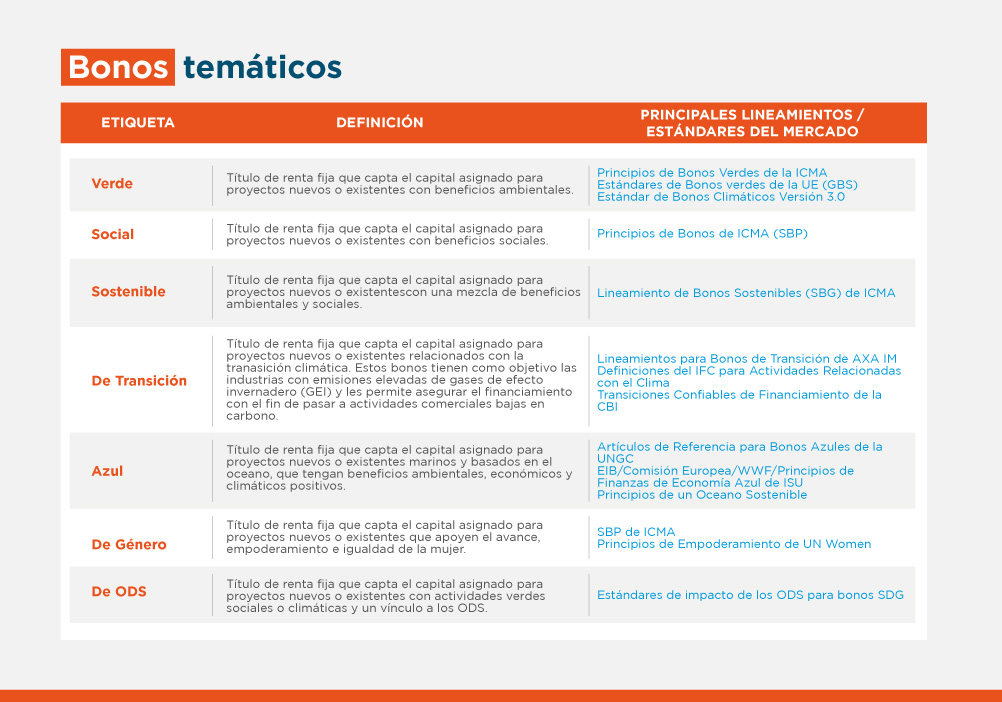 Bonos temáticos
ETIQUETA
DEFINICIÓN
PRINCIPALES LINEAMIENTOS /
ESTÁNDARES DEL MERCADO
Verde
Título de renta fija que capta el capital asignado para
proyectos nuevos o existentes con beneficios ambientales.
Principios de Bonos Verdes de la ICMA
Estándares de Bonos verdes de la UE (GBS)
Estándar de Bonos Climáticos Versión 3.0
Social
Título de renta fija que capta el capital asignado para
proyectos nuevos o existentes con beneficios sociales.
Principios de Bonos de ICMA (SBP)
Sostenible
Título de renta fija que capta el capital asignado para
proyectos nuevos o existentescon una mezcla de beneficios
ambientales y sociales.
Lineamiento de Bonos Sostenibles (SBG) de ICMA
De Transición
Título de renta fija que capta el capital asignado para
proyectos nuevos o existentes relacionados con la
tranasición climática. Estos bonos tienen como objetivo las
industrias con emisiones elevadas de gases de efecto
invernadero (GEI) y les permite asegurar el financiamiento
con el fin de pasar a actividades comerciales bajas en
carbono.
Lineamientos para Bonos de Transición de AXA IM
Definiciones del IFC para Actividades Relacionadas
con el Clima
Transiciones Confiables de Financiamiento de la
CBI
Azul
Título de renta fija que capta el capital asignado para
proyectos nuevos o existentes marinos y basados en el
oceano, que tengan beneficios ambientales, económicos y
climáticos positivos.
Artículos de Referencia para Bonos Azules de la
UNGC
EIB/Comisión Europea/WWF/Principios de
Finanzas de Economía Azul de ISU
Principios de un Oceano Sostenible
De Género
Título de renta fija que capta el capital asignado para
proyectos nuevos o existentes que apoyen el avance,
empoderamiento e igualdad de la mujer.
SBP de ICMA
Principios de Empoderamiento de UN Women
De ODS
Título de renta fija que capta el capital asignado para
proyectos nuevos o existentes con actividades verdes
sociales o climáticas y un vínculo a los ODS.
Estándares de impacto de los ODS para bonos SDG